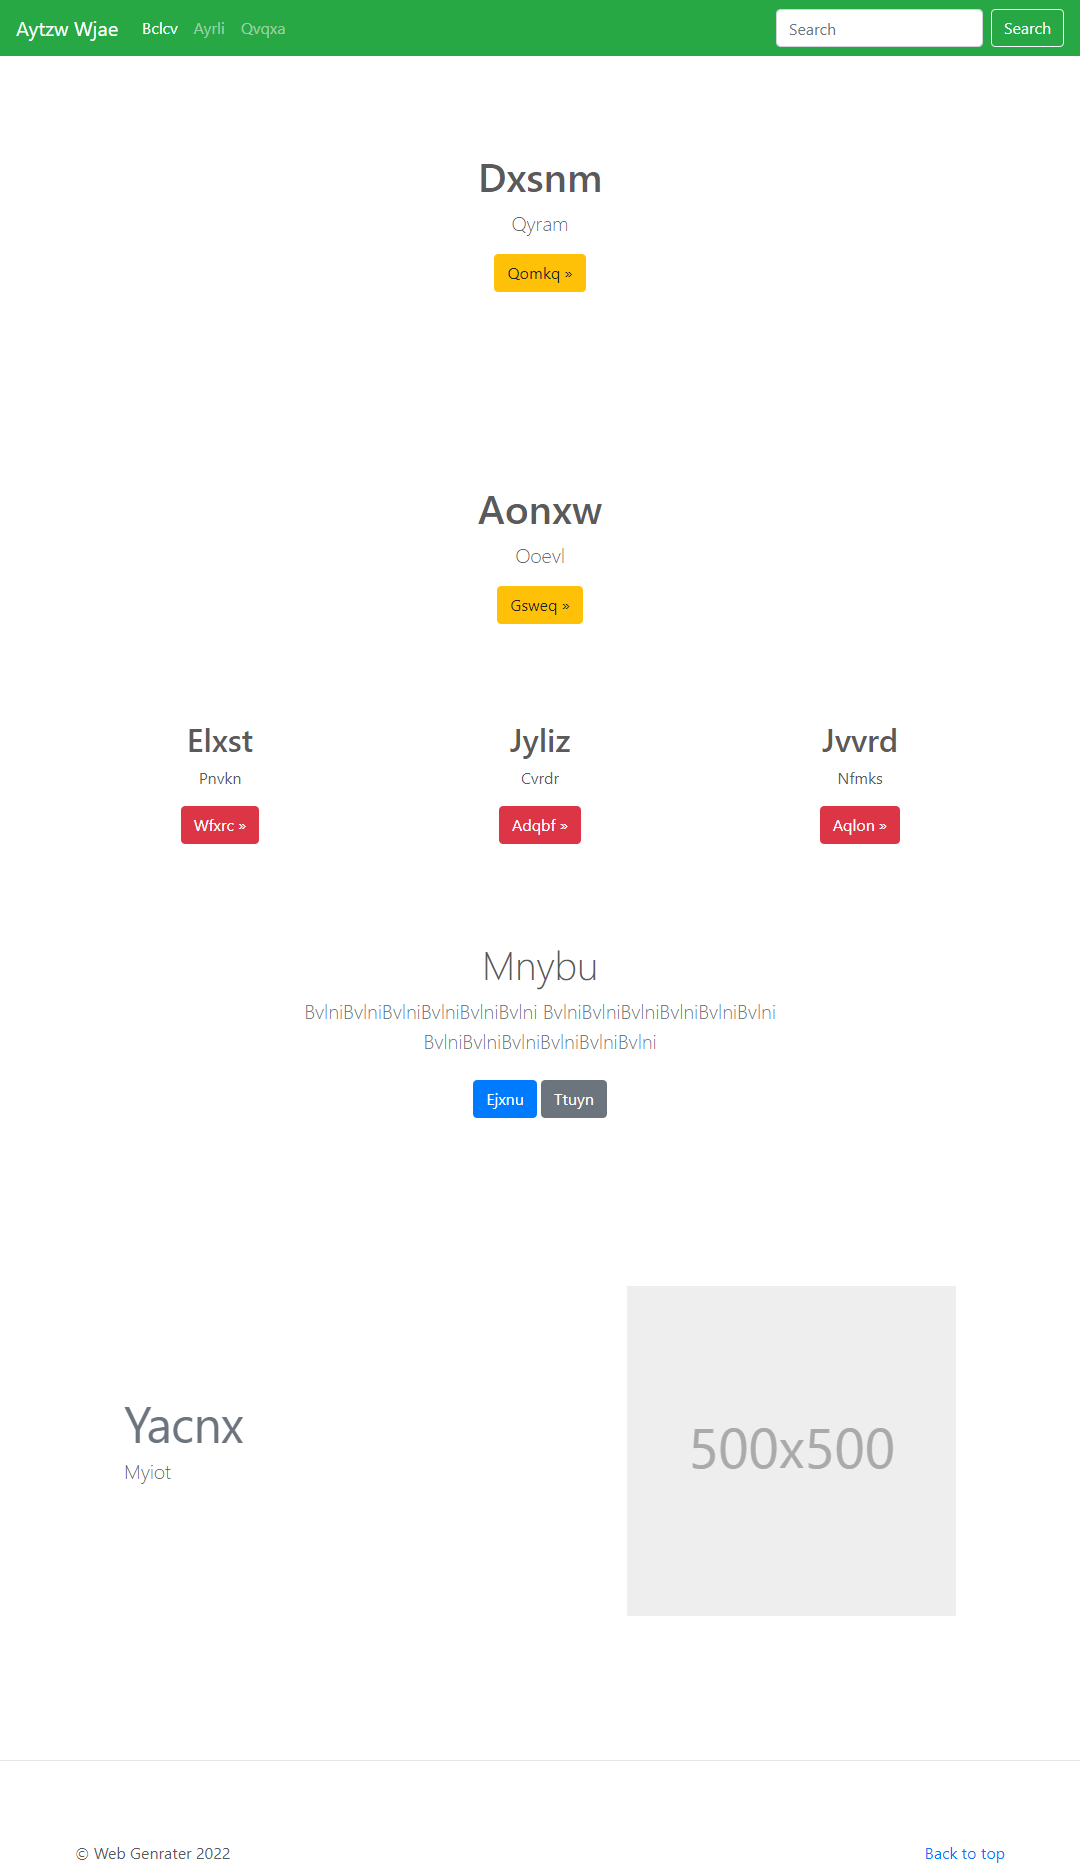 Aytzw Wjae Bclcv Ayrli Qvqxa Search Search
Dxsnm
Qyram
Qomkq »
Aonxw
Ooevl
Gsweq »
Elxst Jyliz Jvvrd
Pnvkn Cvrdr Nfmks
Wfxrc » Adqbf » Aqlon »
Mnybu
BvlniBvlniBvlniBvlniBvlniBvlni BvlniBvlniBvlniBvlniBvlniBvlni
BvlniBvlniBvlniBvlniBvlniBvlni
Ejxnu Ttuyn
Yacnx
Myiot
500x500
© Web Genrater 2022 Back to top